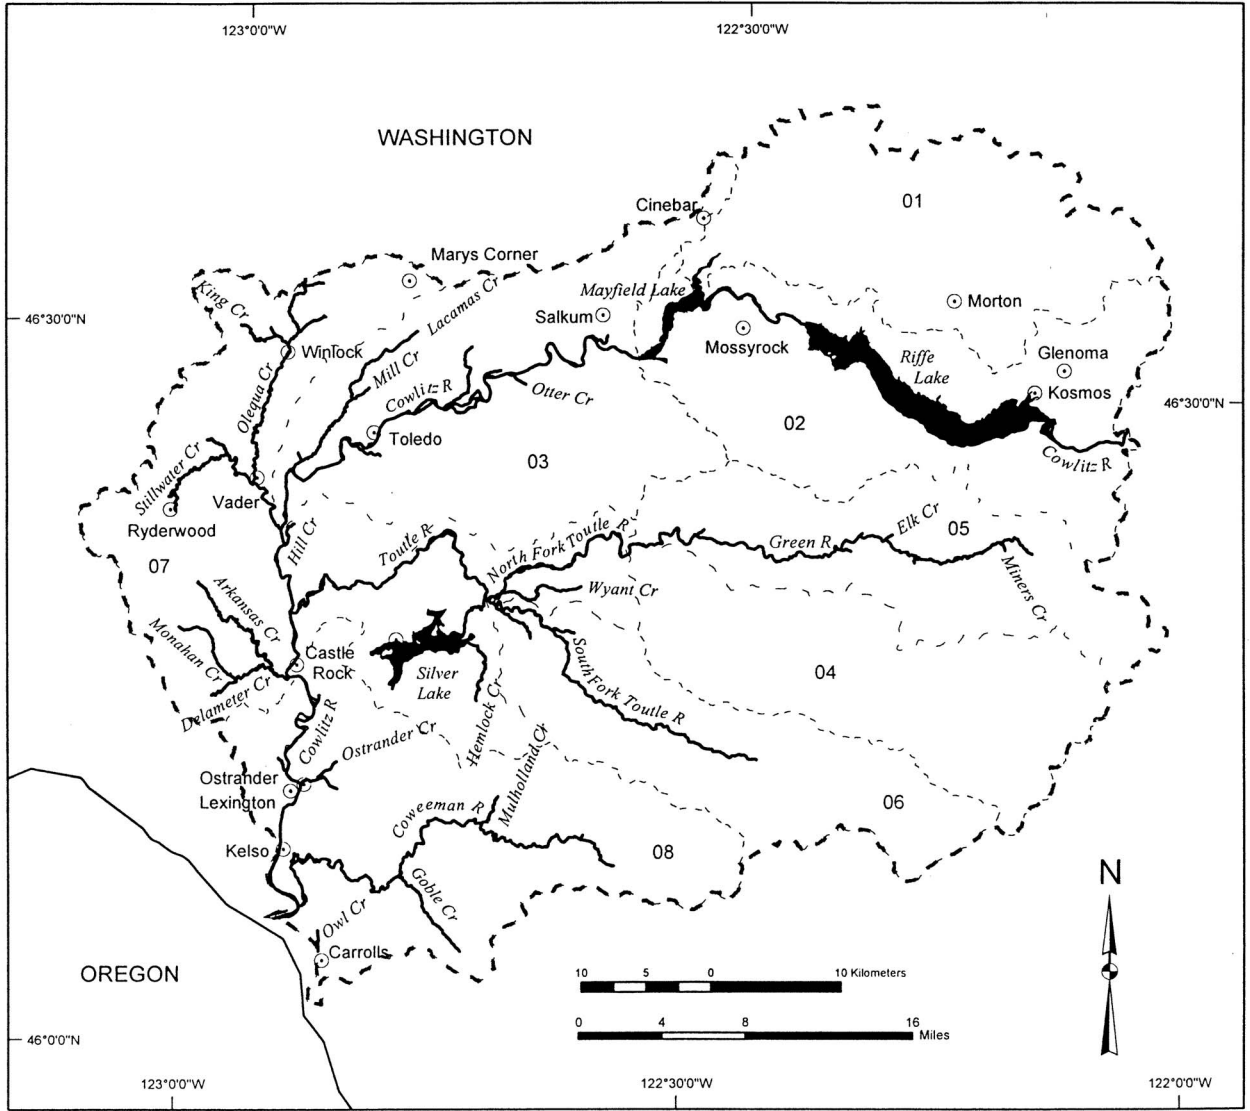 123°0'0"W
122°30'0"W
WASHINGTON
01
Cinebar
Marys Corner
King Cr
Lacamas Cr
Mayfield Lake
Morton
46°30'0"N
Salkum
Mossyrock
Winlock
Riffe
Lake
Glenoma
Mill Cr
Kosmos
Olequa Cr
Cowlitz R
Otter Cr
46°30'0"N
Toledo
02
03
Cowlitz R
Stillwater Cr
Vader
Ryderwood
Hill Cr
Toutle R
North Fork Toutle R
Green R
Elk Cr
05
07
Arkansas Cr
Wyant Cr
Miners Cr
Monahan Cr
Castle
Rock
Silver
Lake
South Fork Toutle R
04
Delameter Cr
Cowlitz R
Hemlock Cr
Ostrander Cr
Mulholland Cr
Ostrander
Lexington
06
Coweeman R
Kelso
08
Goble Cr
Owl Cr
N
Carrolls
OREGON
10 5 0 10 Kilometers
0 4 8 16 Miles
46°0'0"N
123°0'0"W
122°30'0"W
122°0'0"W